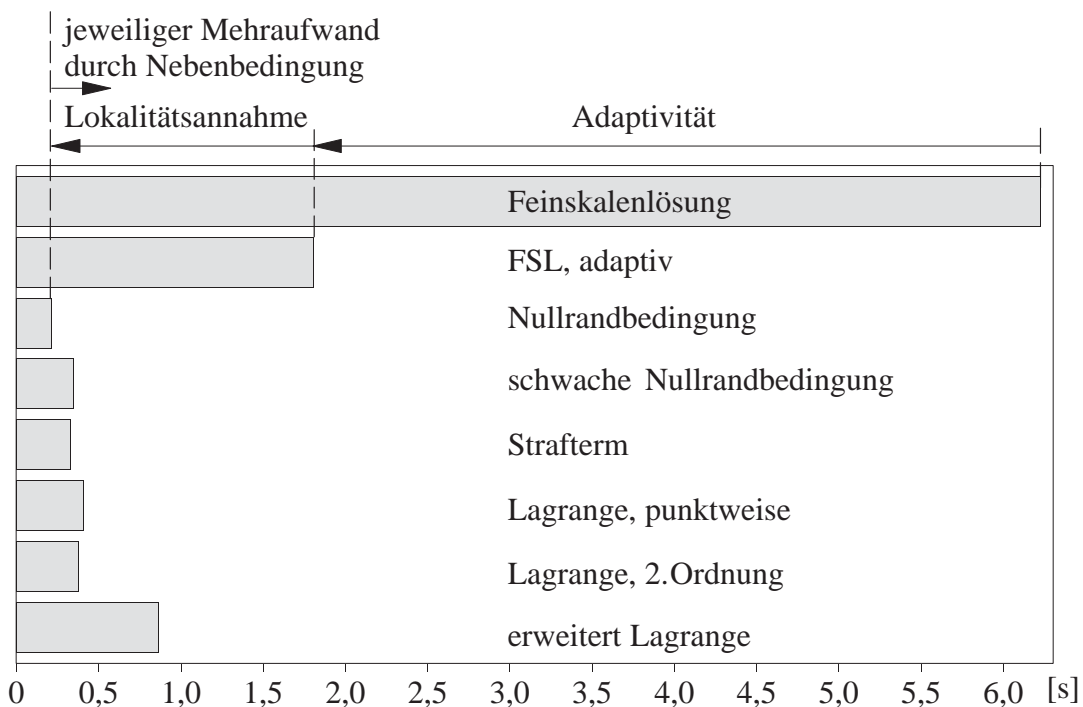 jeweiliger Mehraufwand
durch Nebenbedingung
Lokalitätsannahme
Adaptivität
Feinskalenlösung
FSL, adaptiv
Nullrandbedingung
schwache Nullrandbedingung
Strafterm
Lagrange, punktweise
Lagrange, 2.Ordnung
erweitert Lagrange
0 0,5 1,0 1,5 2,0 2,5 3,0 3,5 4,0 4,5 5,0 5,5 6,0 [s]